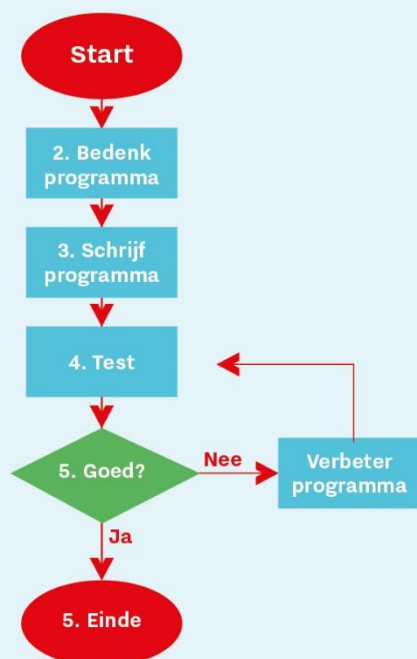 Start
2. Bedenk
programma
3. Schrijf
programma
4. Test
5. Goed?
Nee
Verbeter
programma
Ja
5. Einde